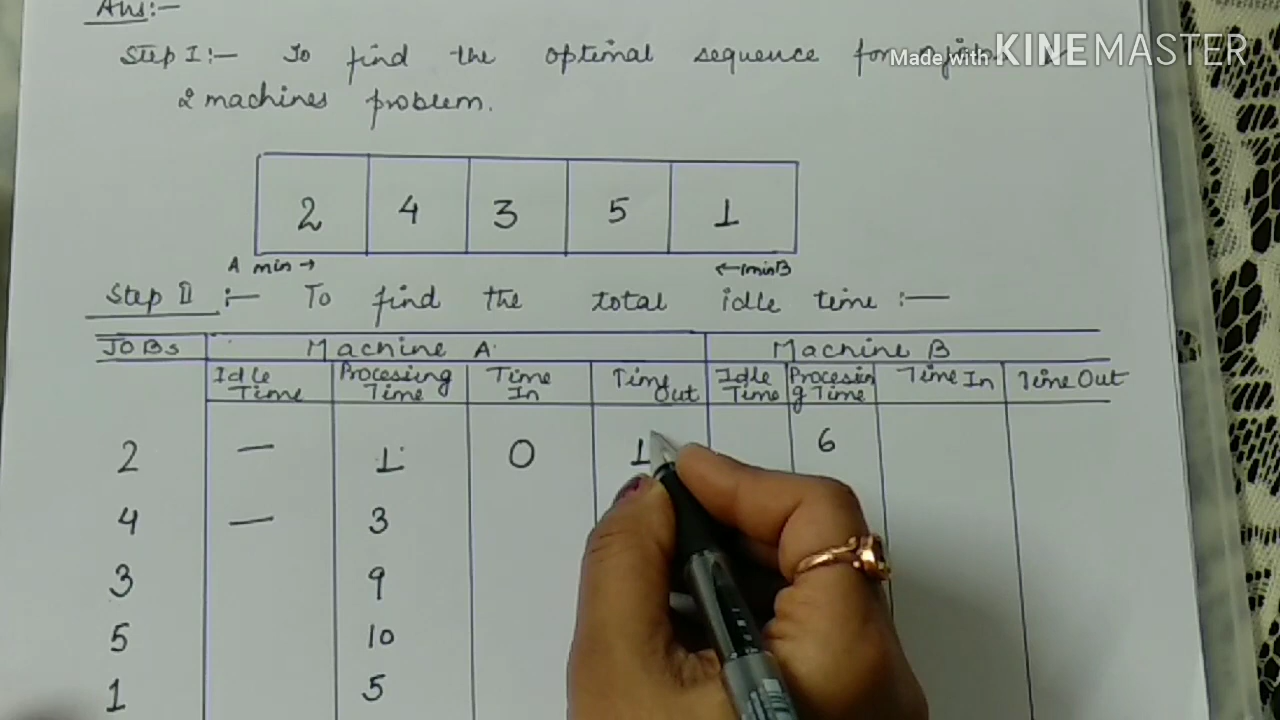 Ans:-
Step I:- To find the optimal sequence for
Made with KINEMASTER
2 machines problem.
2 4 3 5 1
A min → ← min B
Step II :- To find the total idle time :-
JOBs Machine A Machine B
Idle Time Procesing Time Time In Time Out Idle Time Procesing Time Time In Time Out
2 — 1 0 1 6
4 — 3
3 9
5 10
1 5